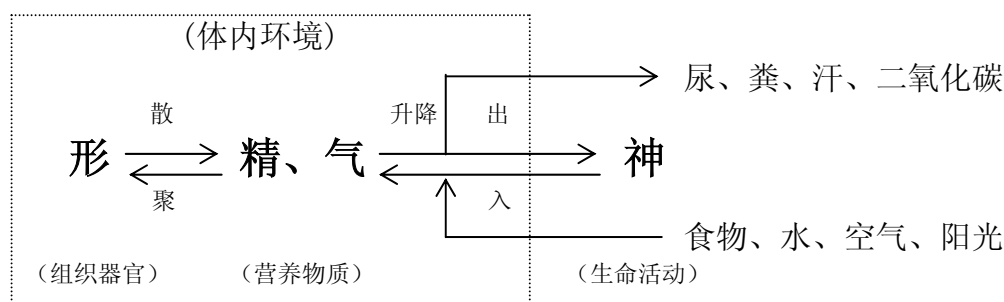 (体内环境)
尿、粪、汗、二氧化碳
散 升降 出
形 精、气 神
聚 入
食物、水、空气、阳光
（组织器官） （营养物质） （生命活动）